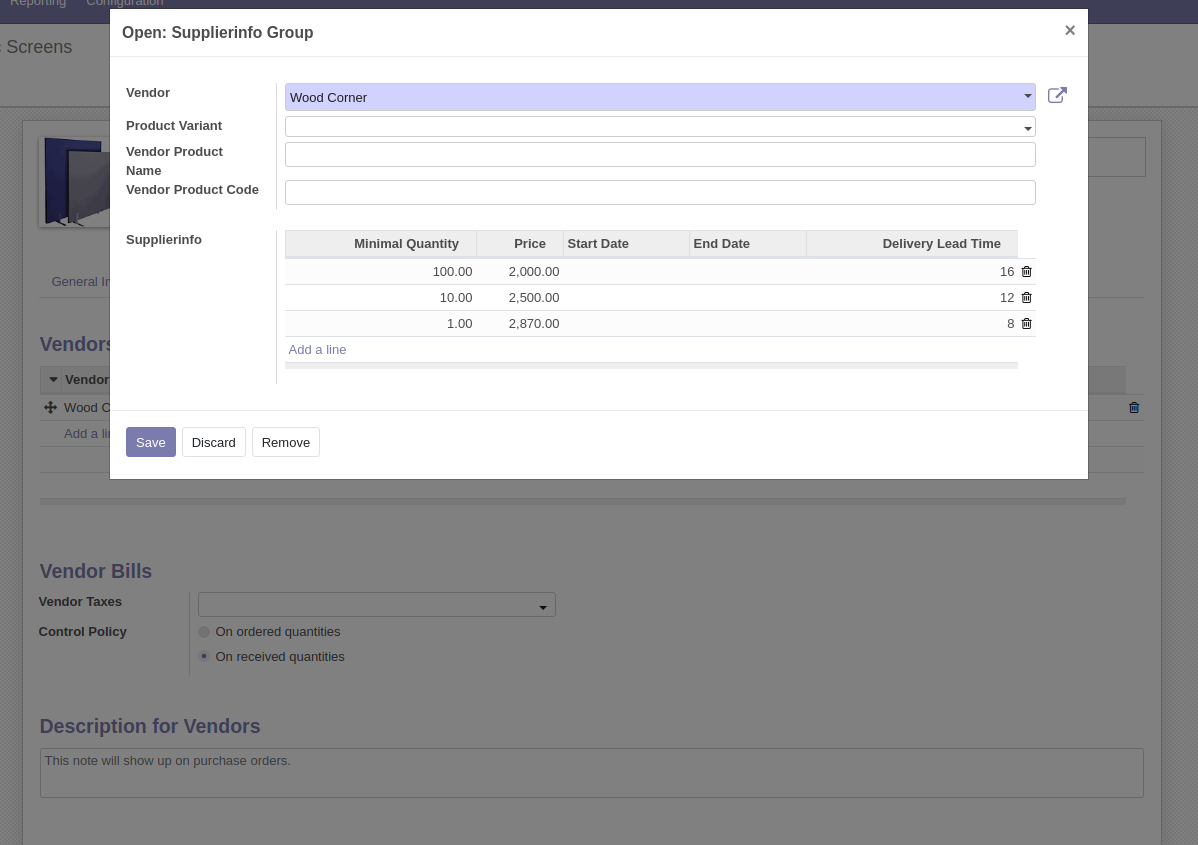 Reporting Configuration
Open: Supplierinfo Group
×
Screens
Vendor
Wood Corner
Product Variant
Vendor Product
Name
Vendor Product Code
Supplierinfo
Minimal Quantity Price Start Date End Date Delivery Lead Time
100.00 2,000.00 16
10.00 2,500.00 12
1.00 2,870.00 8
Add a line
General In
Vendors
Vendor
Wood C
Add a lin
Save Discard Remove
Vendor Bills
Vendor Taxes
Control Policy
On ordered quantities
On received quantities
Description for Vendors
This note will show up on purchase orders.